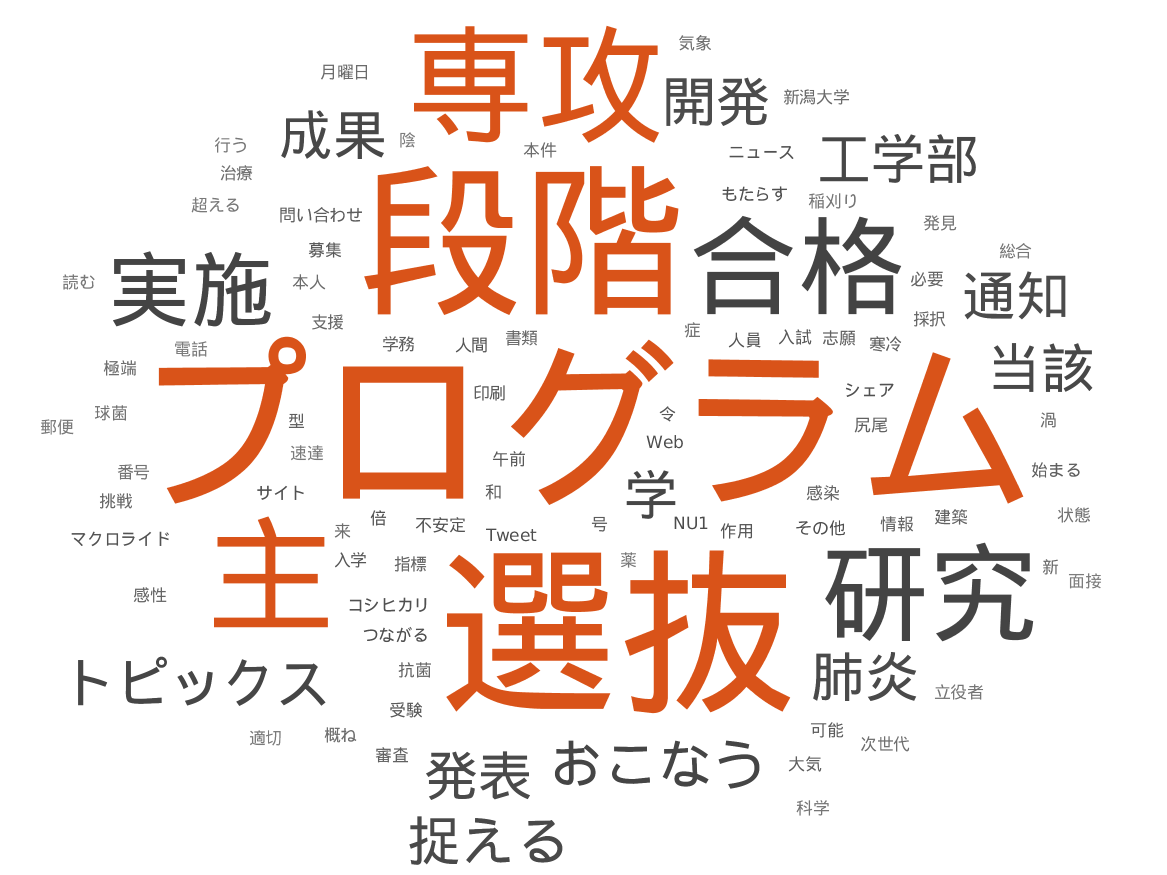 専攻
気象
月曜日
開発
新潟大学
成果
陰
行う
本件
ニュース
工学部
治療
段階
もたらす
稲刈り
超える
問い合わせ
合格
発見
募集
総合
実施
読む
本人
必要
通知
支援
採択
症
学務
人間
書類
人員
入試
志願
寒冷
電話
極端
プログラム
当該
印刷
シェア
郵便
球菌
型
令
尻尾
渦
速達
Web
番号
午前
始まる
挑戦
サイト
和
学
感染
倍
不安定
号
NU1
状態
マクロライド
来
Tweet
作用
その他
情報
建築
主
入学
指標
選抜
薬
研究
新
面接
感性
コシヒカリ
つながる
トピックス
抗菌
肺炎
立役者
受験
適切
概ね
可能
次世代
審査
発表
おこなう
大気
科学
捉える